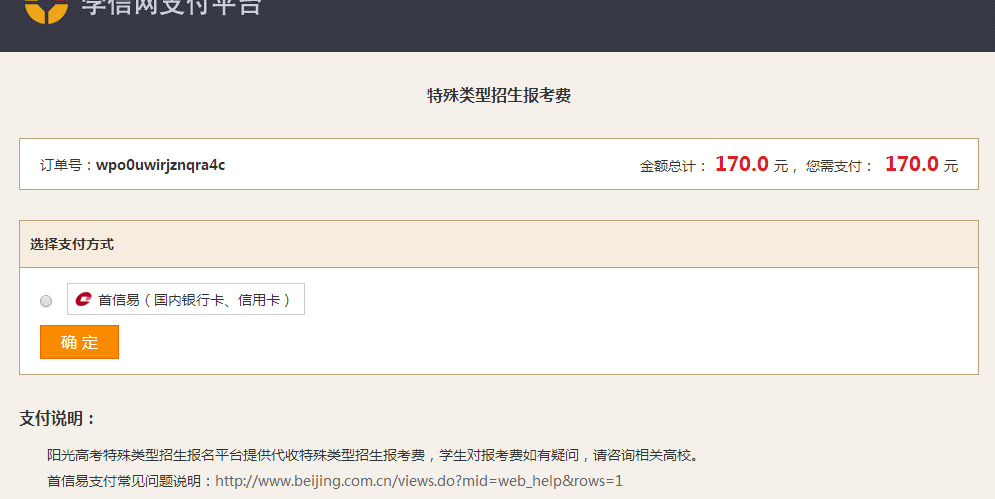 学信网支付平台
特殊类型招生报考费
订单号：wpo0uwirjznqra4c 金额总计： 170.0 元， 您需支付： 170.0 元
选择支付方式
首信易（国内银行卡、信用卡）
确 定
支付说明：
阳光高考特殊类型招生报名平台提供代收特殊类型招生报考费，学生对报考费如有疑问，请咨询相关高校。
首信易支付常见问题说明：http://www.beijing.com.cn/views.do?mid=web_help&rows=1